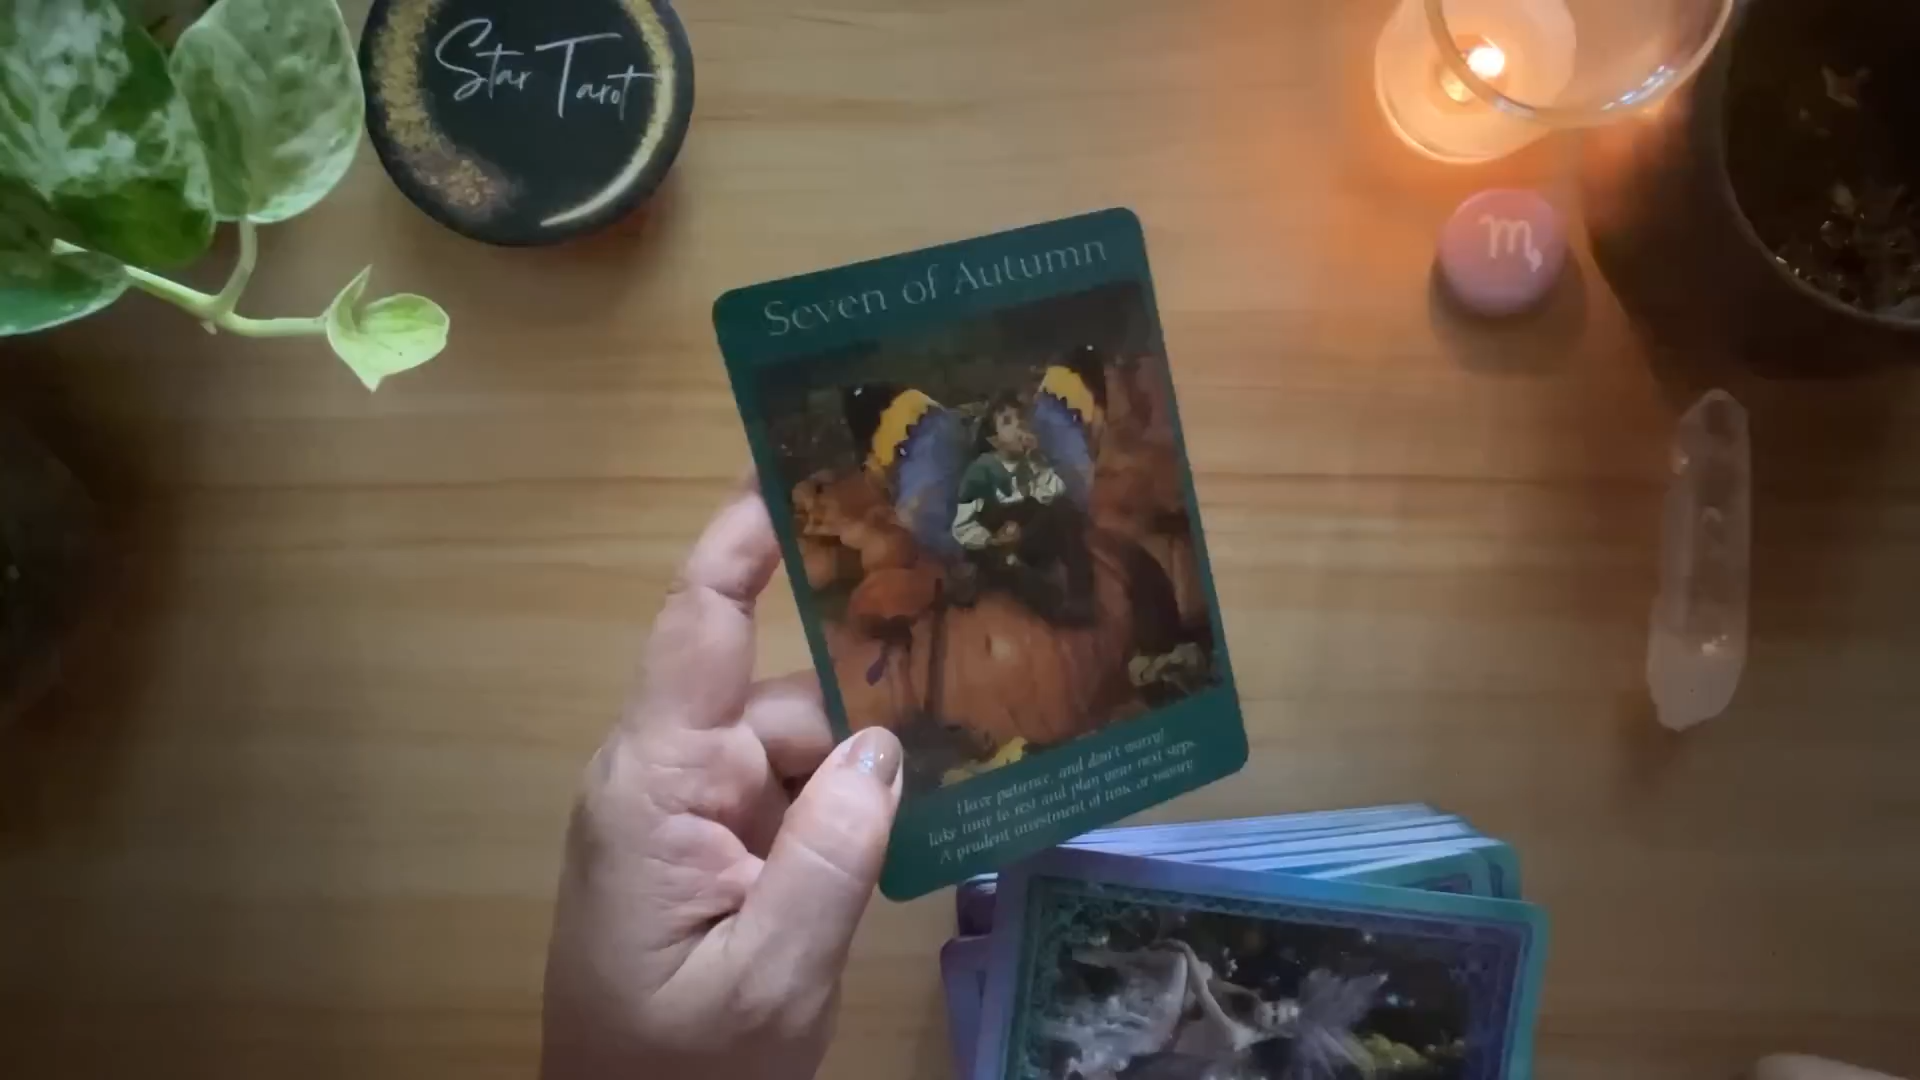 Star Tarot
♏
Seven of Autumn
Have patience, and don't worry!
Take time to rest and plan your next steps.
A prudent investment of time or money.